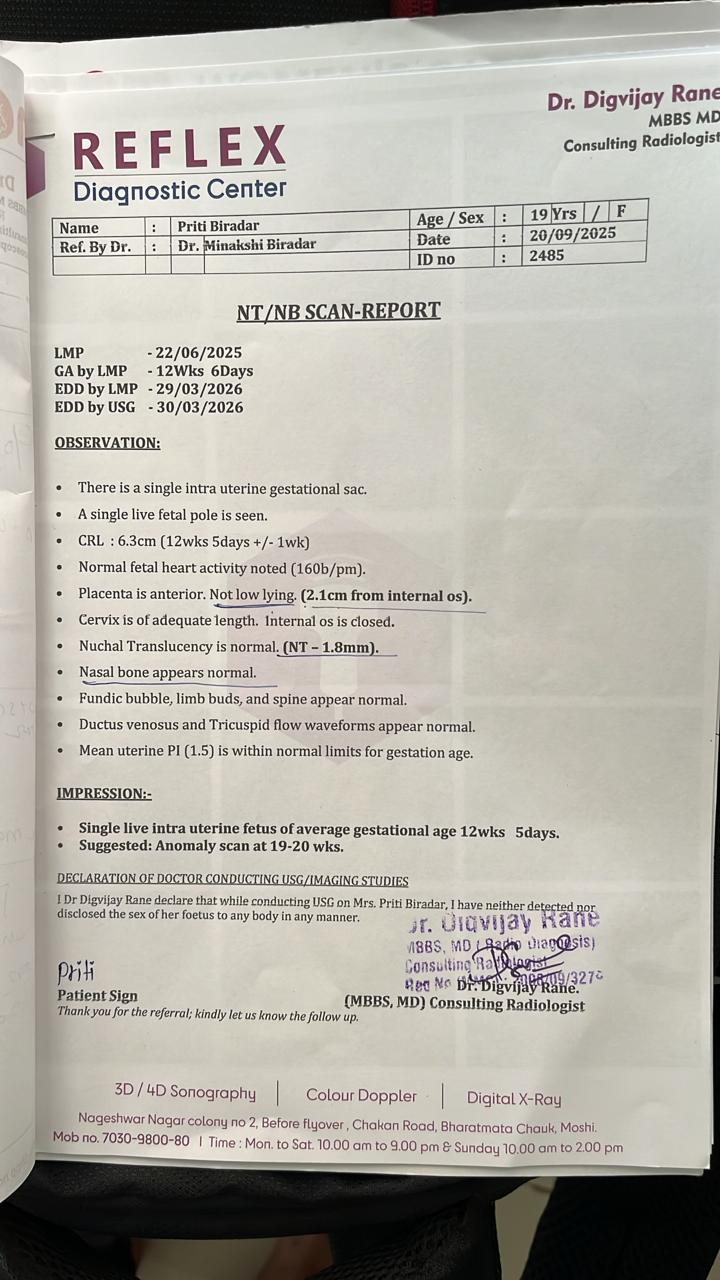 Dr. Digvijay Rane
MBBS MD
Consulting Radiologist
REFLEX
Diagnostic Center
Name : Priti Biradar Age / Sex : 19 Yrs / F
Ref. By Dr. : Dr. Minakshi Biradar Date : 20/09/2025
ID no : 2485
NT/NB SCAN-REPORT
LMP - 22/06/2025
GA by LMP - 12Wks 6Days
EDD by LMP - 29/03/2026
EDD by USG - 30/03/2026
OBSERVATION:
• There is a single intra uterine gestational sac.
• A single live fetal pole is seen.
• CRL : 6.3cm (12wks 5days +/- 1wk)
• Normal fetal heart activity noted (160b/pm).
• Placenta is anterior. Not low lying. (2.1cm from internal os).
• Cervix is of adequate length. Internal os is closed.
• Nuchal Translucency is normal. (NT – 1.8mm).
• Nasal bone appears normal.
• Fundic bubble, limb buds, and spine appear normal.
• Ductus venosus and Tricuspid flow waveforms appear normal.
• Mean uterine PI (1.5) is within normal limits for gestation age.
IMPRESSION:-
• Single live intra uterine fetus of average gestational age 12wks 5days.
• Suggested: Anomaly scan at 19-20 wks.
DECLARATION OF DOCTOR CONDUCTING USG/IMAGING STUDIES
I Dr Digvijay Rane declare that while conducting USG on Mrs. Priti Biradar, I have neither detected nor
disclosed the sex of her foetus to any body in any manner.
Dr. Digvijay Rane
MBBS, MD (Radio diagnosis)
Consulting Radiologist
Reg No
Priti
Dr. Digvijay Rane.
Patient Sign
(MBBS, MD) Consulting Radiologist
Thank you for the referral; kindly let us know the follow up.
3D / 4D Sonography | Colour Doppler | Digital X-Ray
Nageshwar Nagar colony no 2, Before flyover, Chakan Road, Bharatmata Chauk, Moshi.
Mob no. 7030-9800-80 | Time : Mon. to Sat. 10.00 am to 9.00 pm & Sunday 10.00 am to 2.00 pm